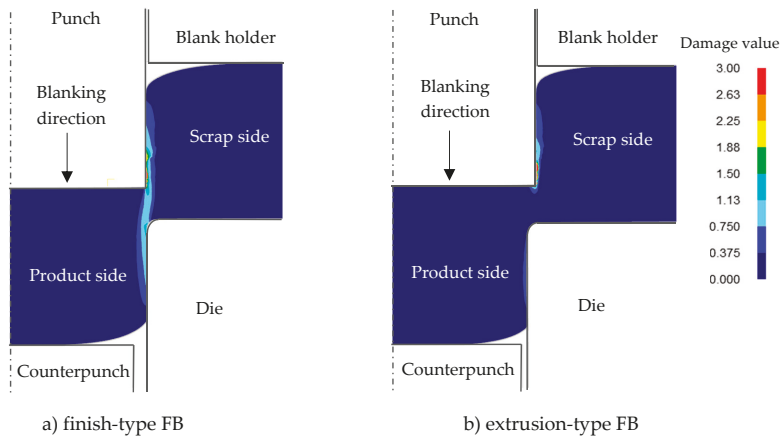 Punch
Blank holder
Blanking
direction
Scrap side
Product side
Die
Counterpunch
a) finish-type FB
Punch
Blank holder
Blanking
direction
Scrap side
Product side
Die
Counterpunch
b) extrusion-type FB
Damage value
3.00
2.63
2.25
1.88
1.50
1.13
0.750
0.375
0.000